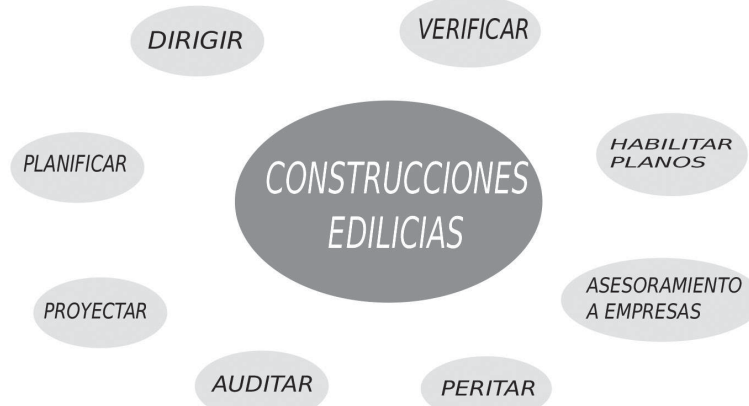 DIRIGIR
VERIFICAR
PLANIFICAR
HABILITAR
PLANOS
CONSTRUCCIONES
EDILICIAS
PROYECTAR
ASESORAMIENTO
A EMPRESAS
AUDITAR
PERITAR